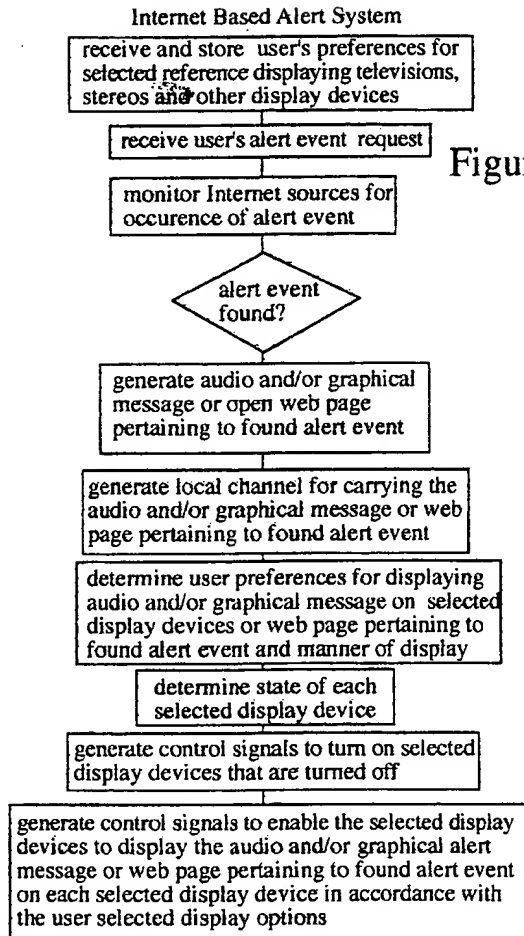 Internet Based Alert System
receive and store user's preferences for
selected reference displaying televisions,
stereos and other display devices
receive user's alert event request
Figu
monitor Internet sources for
occurence of alert event
alert event
found?
generate audio and/or graphical
message or open web page
pertaining to found alert event
generate local channel for carrying the
audio and/or graphical message or web
page pertaining to found alert event
determine user preferences for displaying
audio and/or graphical message on selected
display devices or web page pertaining to
found alert event and manner of display
determine state of each
selected display device
generate control signals to turn on selected
display devices that are turned off
generate control signals to enable the selected display
devices to display the audio and/or graphical alert
message or web page pertaining to found alert event
on each selected display device in accordance with
the user selected display options